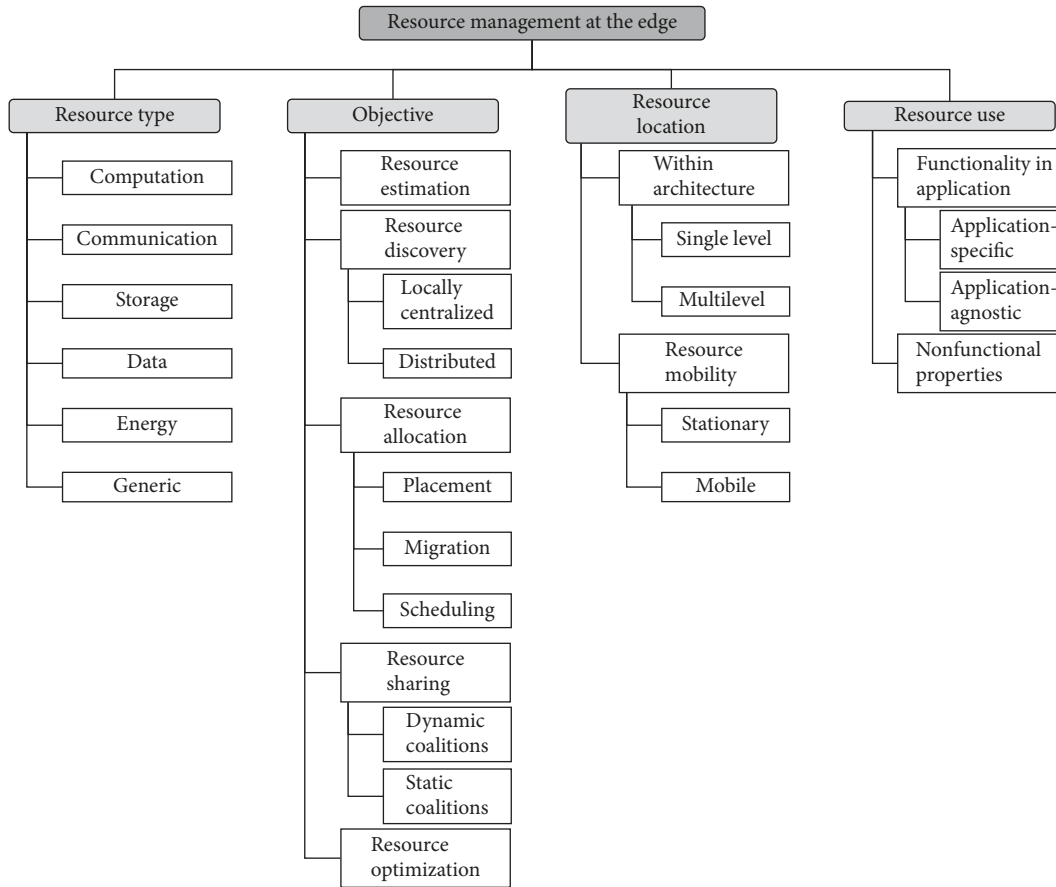 Resource management at the edge
Resource type
Computation
Communication
Storage
Data
Energy
Generic
Objective
Resource
estimation
Resource
discovery
Locally
centralized
Distributed
Resource
allocation
Placement
Migration
Scheduling
Resource
sharing
Dynamic
coalitions
Static
coalitions
Resource
optimization
Resource
location
Within
architecture
Single level
Multilevel
Resource
mobility
Stationary
Mobile
Resource use
Functionality in
application
Application-
specific
Application-
agnostic
Nonfunctional
properties